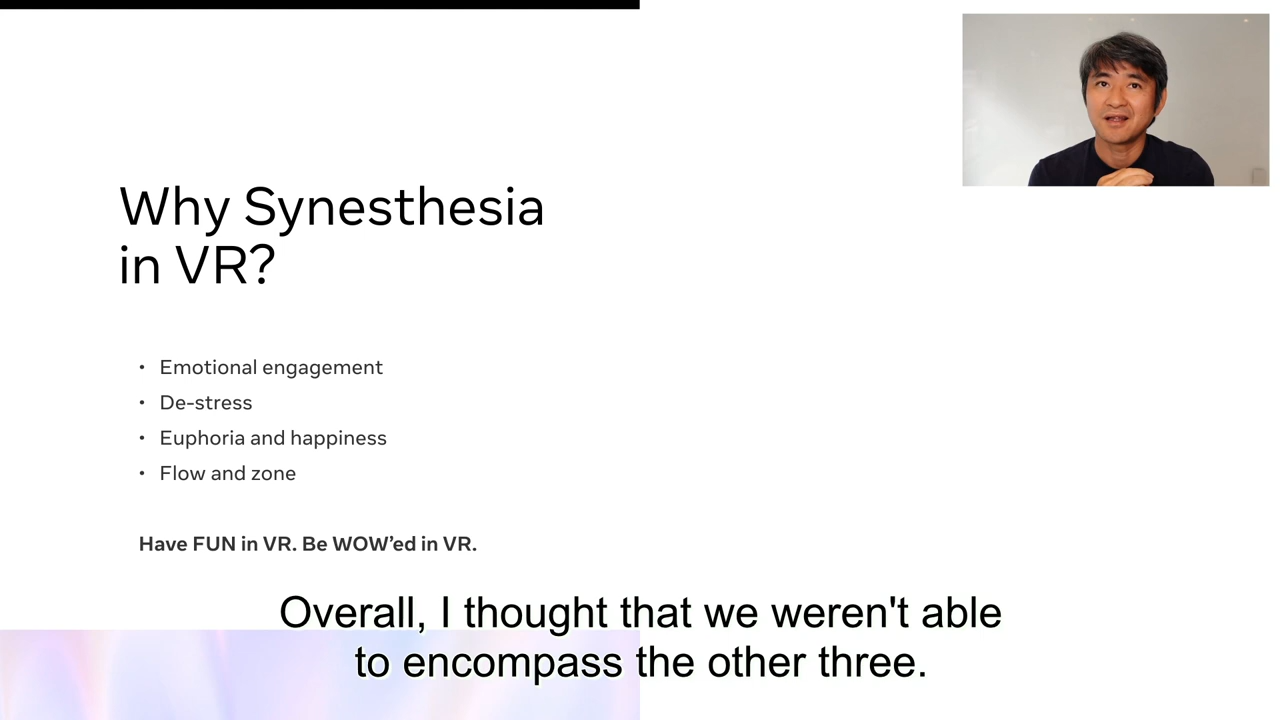 Why Synesthesia
in VR?
• Emotional engagement
• De-stress
• Euphoria and happiness
• Flow and zone
Have FUN in VR. Be WOW’ed in VR.
Overall, I thought that we weren't able
to encompass the other three.